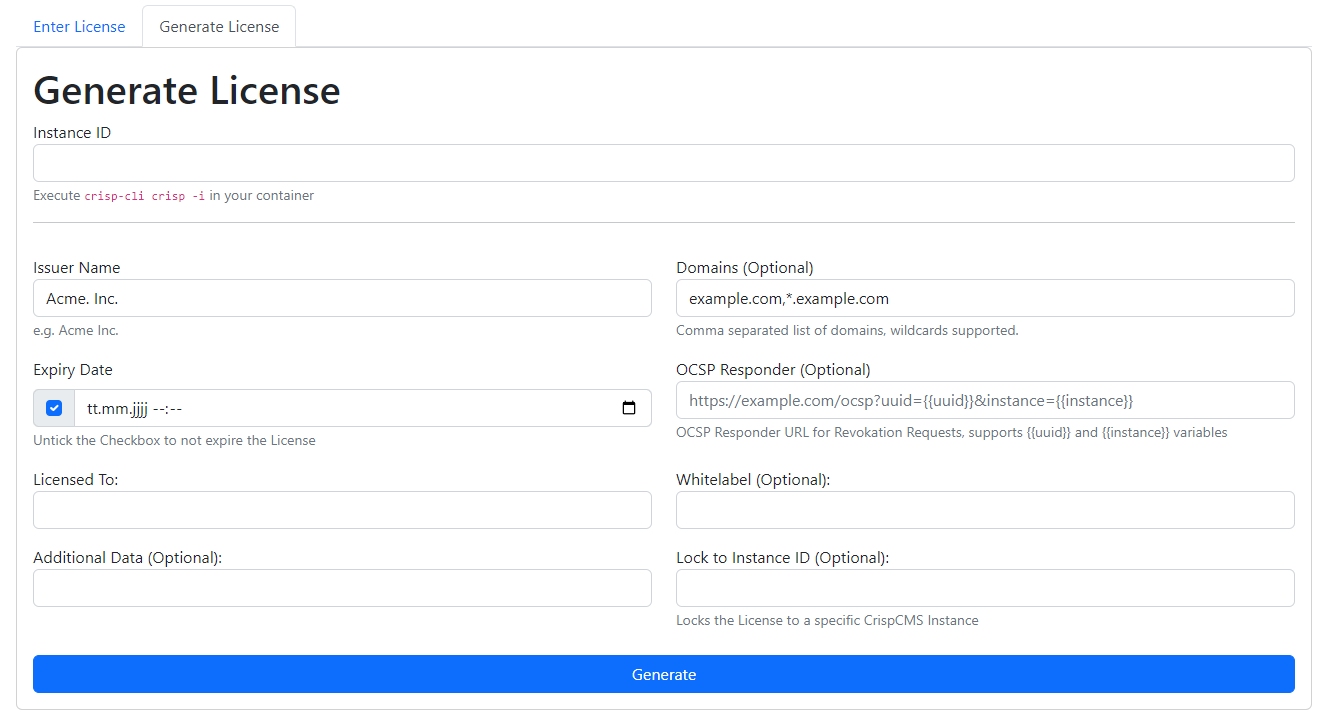 Enter License
Generate License
Generate License
Instance ID
Execute crisp-cli crisp -i in your container
Issuer Name
Acme. Inc.
e.g. Acme Inc.
Domains (Optional)
example.com,*.example.com
Comma separated list of domains, wildcards supported.
Expiry Date
tt.mm.jjjj --:--
Untick the Checkbox to not expire the License
OCSP Responder (Optional)
https://example.com/ocsp?uuid={{uuid}}&instance={{instance}}
OCSP Responder URL for Revokation Requests, supports {{uuid}} and {{instance}} variables
Licensed To:
Whitelabel (Optional):
Additional Data (Optional):
Lock to Instance ID (Optional):
Locks the License to a specific CrispCMS Instance
Generate